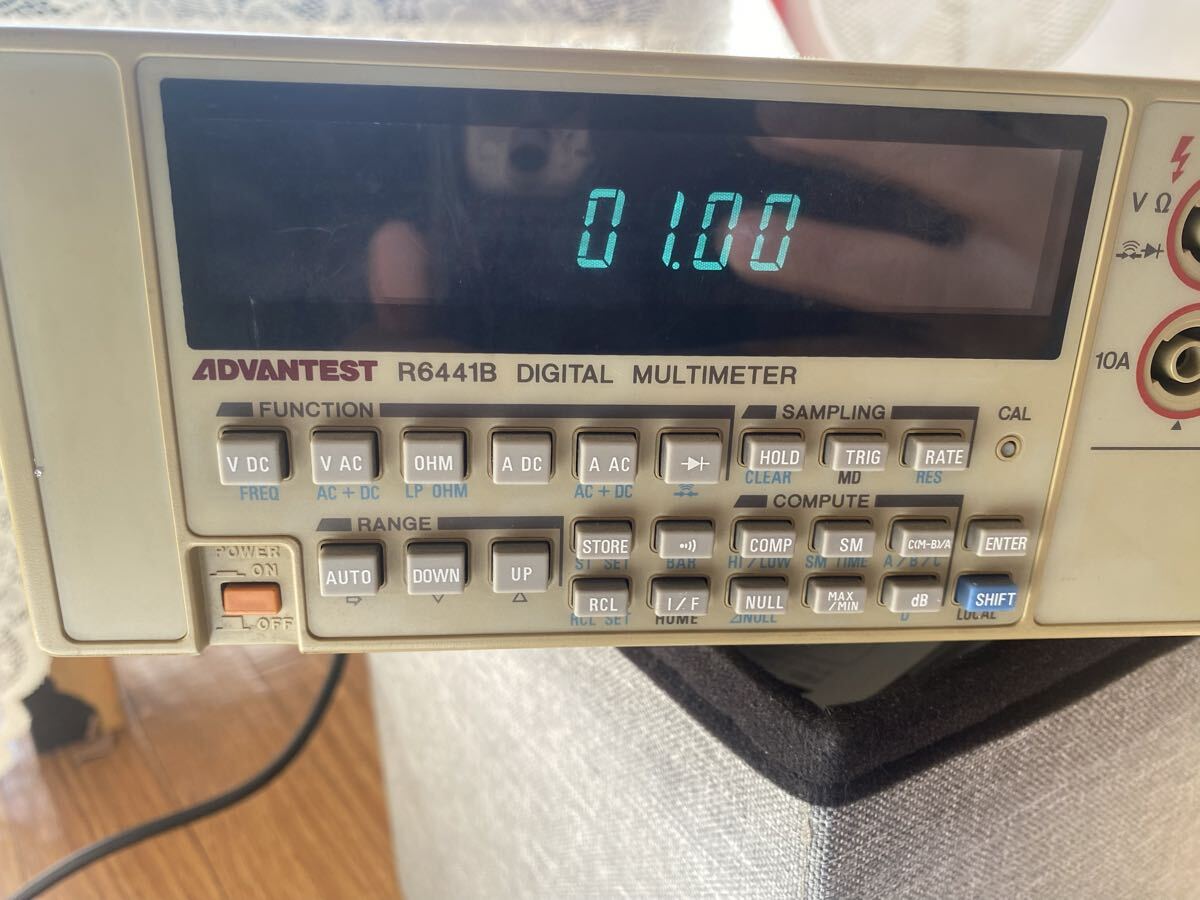 01.00
ADVANTEST R6441B DIGITAL MULTIMETER
V Ω
10A
FUNCTION SAMPLING CAL
V DC V AC OHM A DC A AC HOLD TRIG RATE
FREQ AC + DC LP OHM AC + DC CLEAR MD RES
RANGE COMPUTE
POWER
ON
OFF
AUTO DOWN UP
STORE COMP SM C(M-B)/A ENTER
ST SET BAR HI/LOW SM TIME A/B/C
RCL I/F NULL MAX/MIN dB SHIFT
RCL SET HOME ⊿NULL D LOCAL